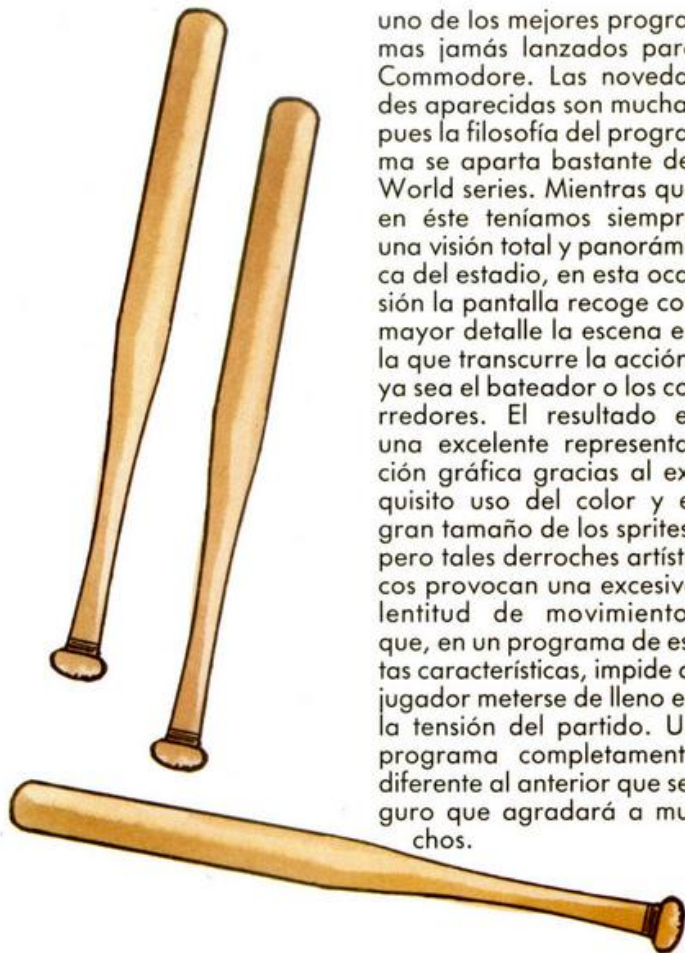 uno de los mejores progra
mas jamás lanzados para
Commodore. Las noveda
des aparecidas son mucha
pues la filosofía del progra
ma se aparta bastante de
World series. Mientras qu
en éste teníamos siempr
una visión total y panorám
ca del estadio, en esta oca
sión la pantalla recoge co
mayor detalle la escena e
la que transcurre la acción
ya sea el bateador o los co
rredores. El resultado e
una excelente representa
ción gráfica gracias al ex
quisito uso del color y e
gran tamaño de los sprites
pero tales derroches artíst
cos provocan una excesiv
lentitud de movimiento
que, en un programa de es
tas características, impide a
jugador meterse de lleno e
la tensión del partido. U
programa completament
diferente al anterior que se
guro que agradará a mu
chos.